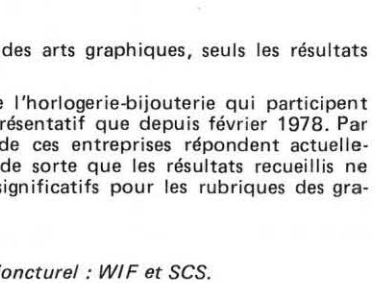 des arts graphiques, seuls les résultats
l'horlogerie-bijouterie qui participent
résentatif que depuis février 1978. Par
de ces entreprises répondent actuelle-
de sorte que les résultats recueillis ne
significatifs pour les rubriques des gra-
oncturel : WIF et SCS.